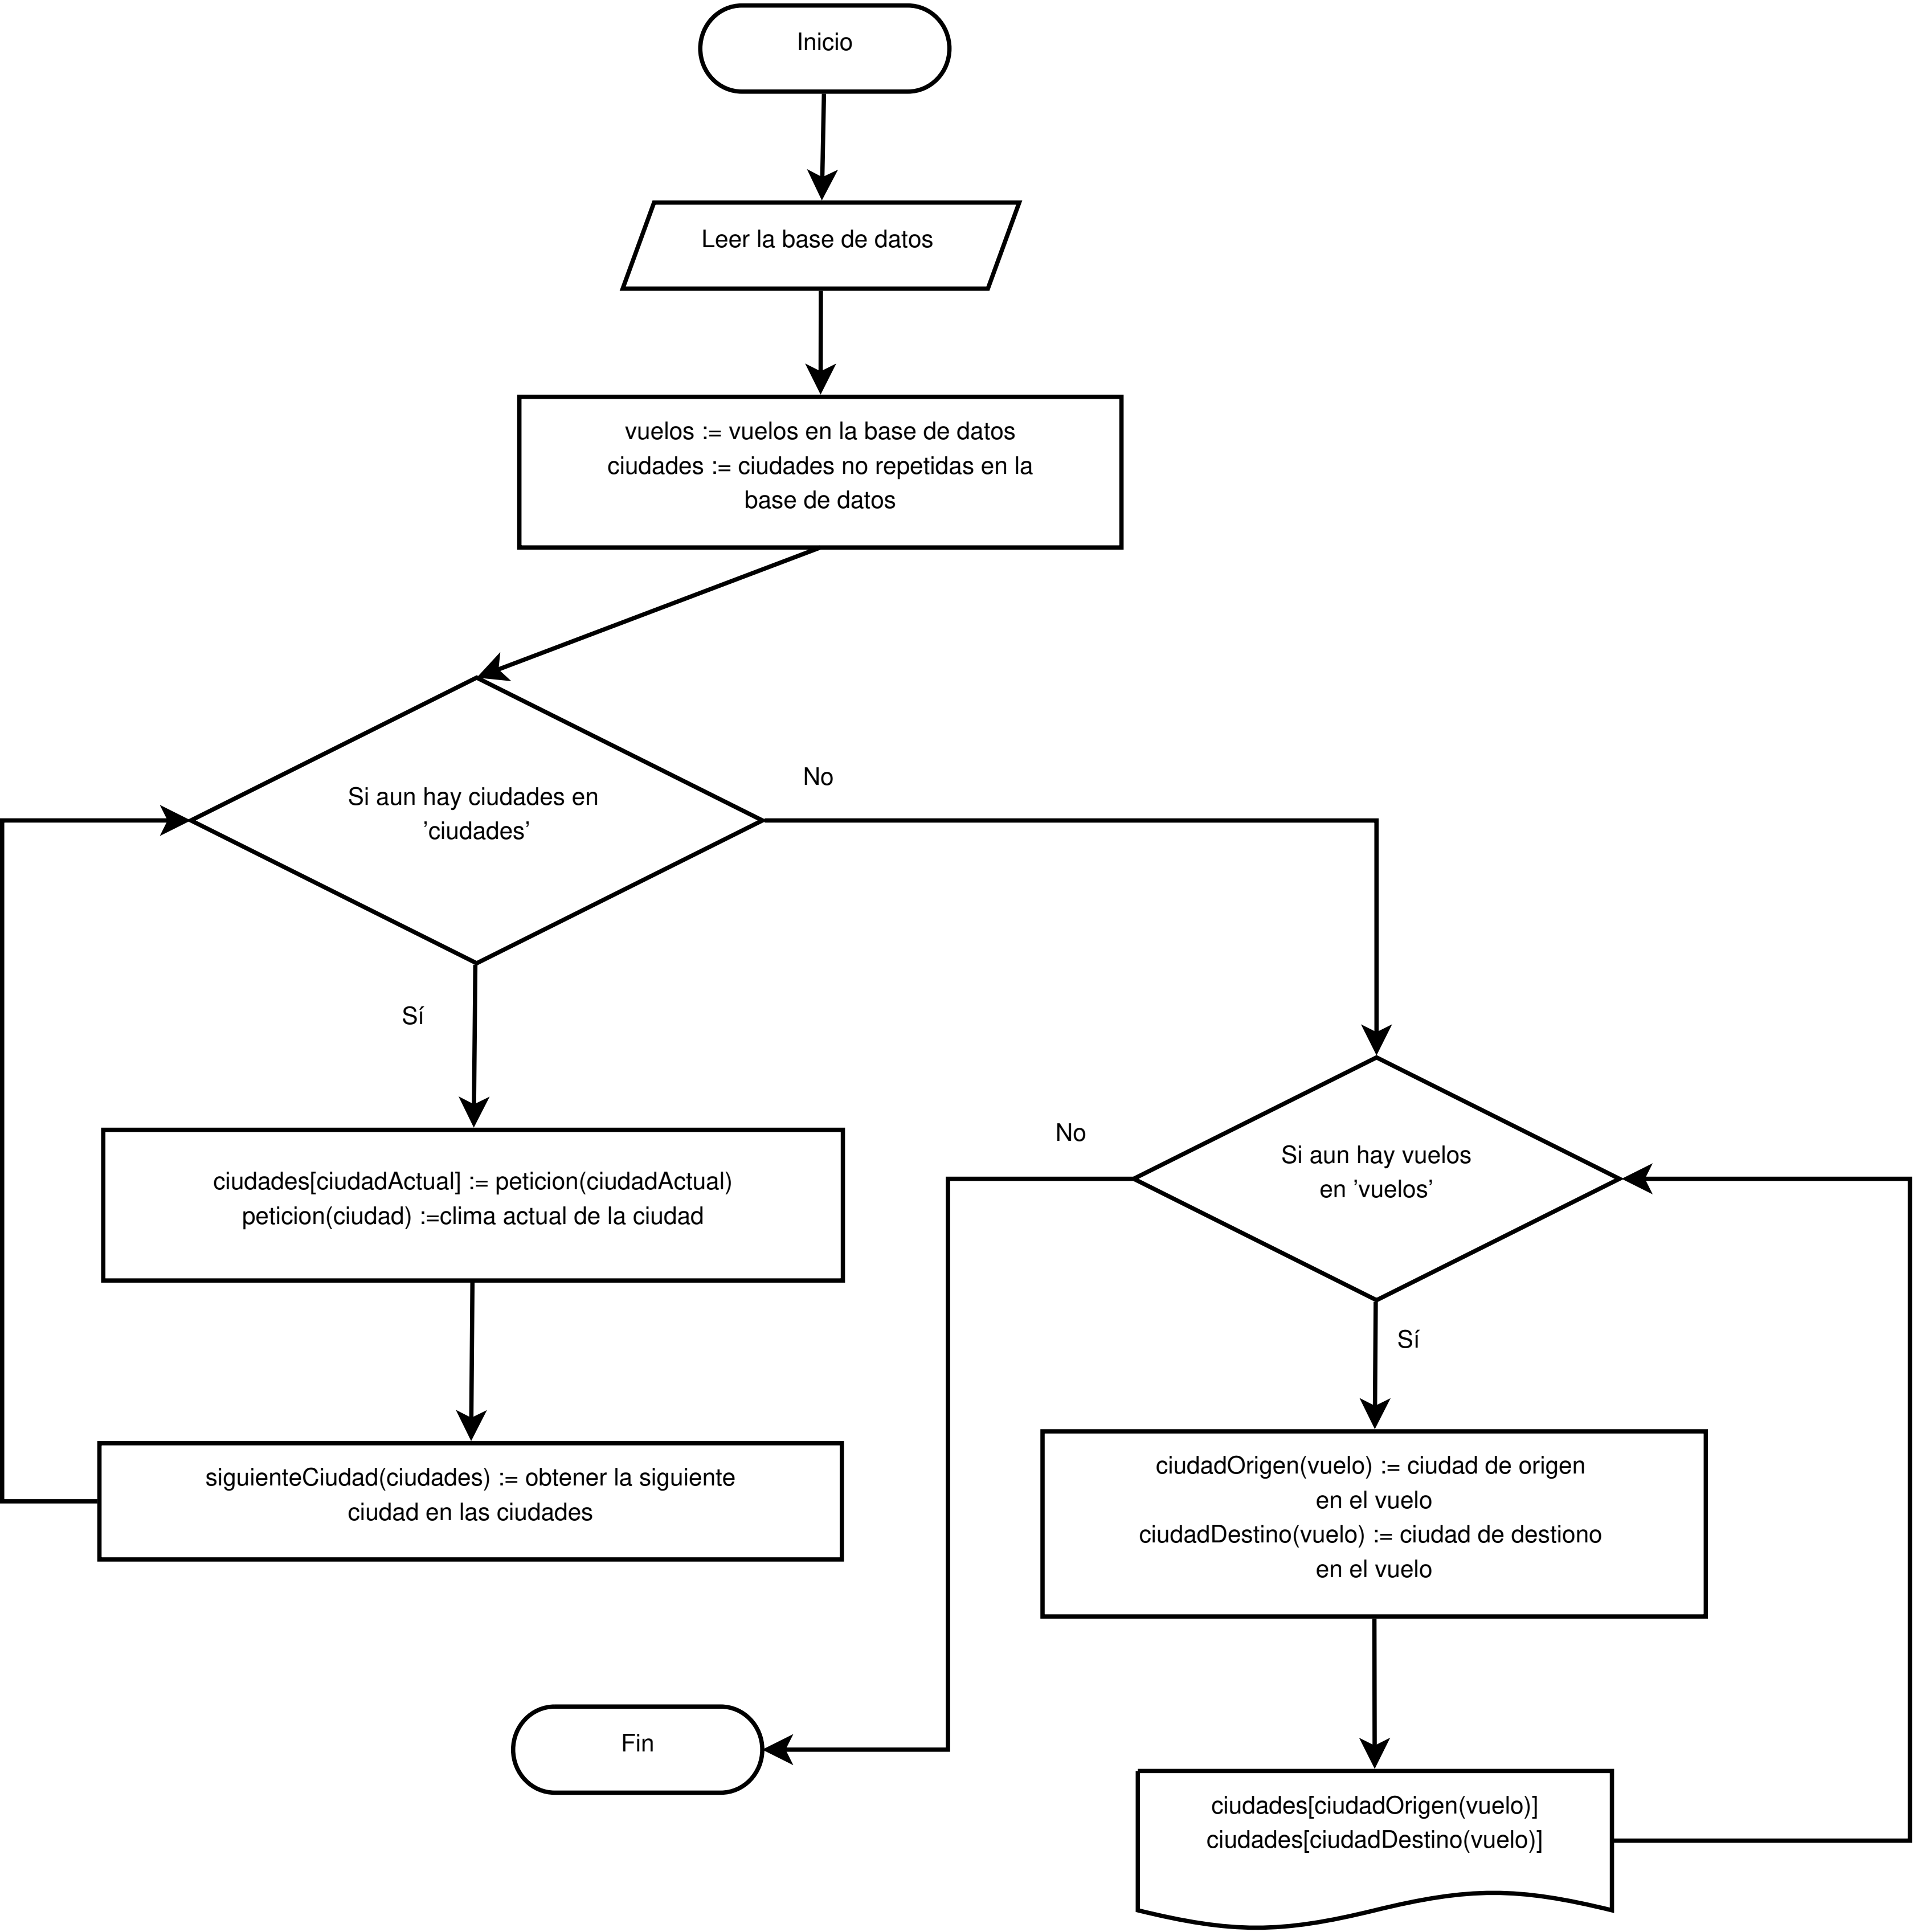 Inicio
Leer la base de datos
vuelos := vuelos en la base de datos
ciudades := ciudades no repetidas en la
base de datos
Si aun hay ciudades en
'ciudades'
No
Sí
ciudades[ciudadActual] := peticion(ciudadActual)
peticion(ciudad) :=clima actual de la ciudad
siguienteCiudad(ciudades) := obtener la siguiente
ciudad en las ciudades
No
Si aun hay vuelos
en 'vuelos'
Sí
ciudadOrigen(vuelo) := ciudad de origen
en el vuelo
ciudadDestino(vuelo) := ciudad de destiono
en el vuelo
Fin
ciudades[ciudadOrigen(vuelo)]
ciudades[ciudadDestino(vuelo)]